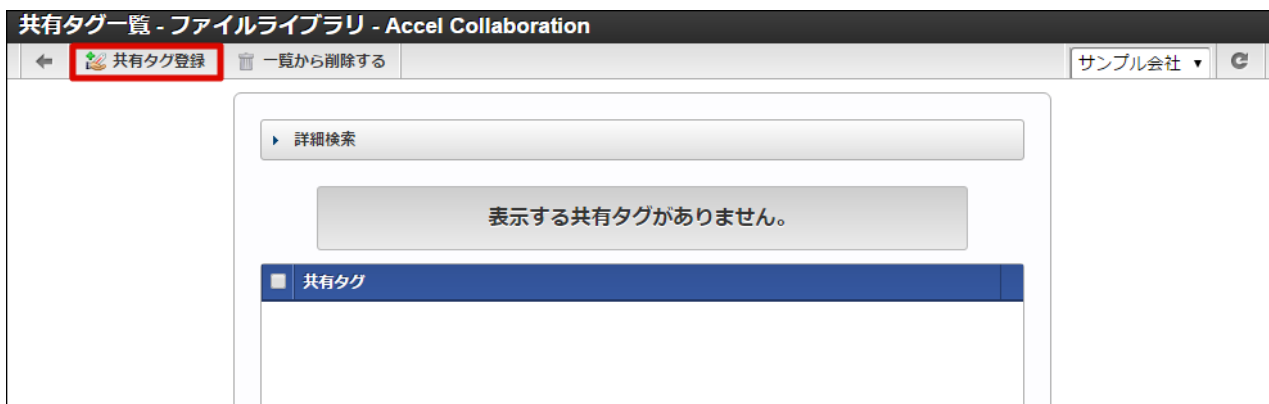 共有タグ一覧 - ファイルライブラリ - Accel Collaboration
共有タグ登録 一覧から削除する サンプル会社
詳細検索
表示する共有タグがありません。
共有タグ